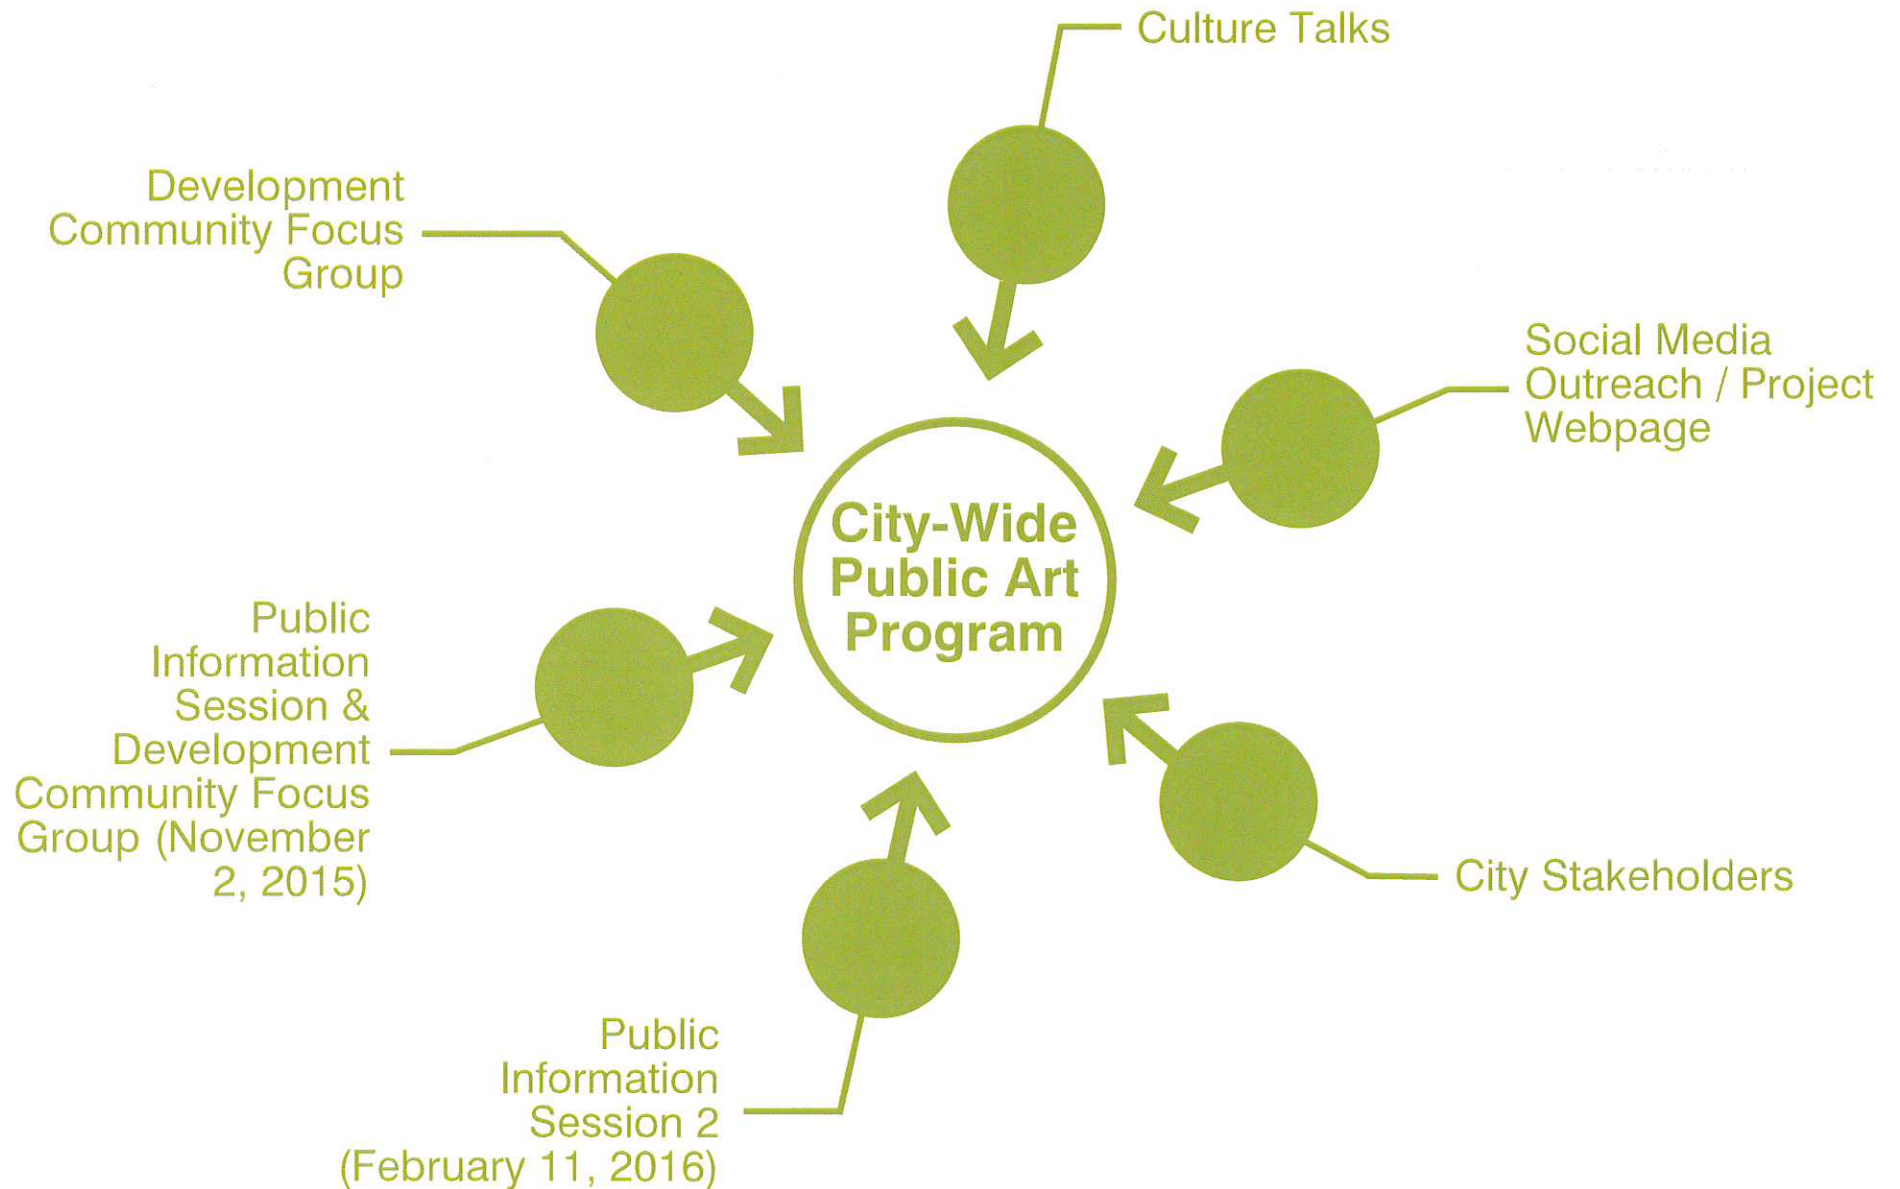 Culture Talks
Development
Community Focus
Group
Social Media
Outreach / Project
Webpage
City-Wide
Public Art
Program
Public
Information
Session &
Development
Community Focus
Group (November
2, 2015)
City Stakeholders
Public
Information
Session 2
(February 11, 2016)